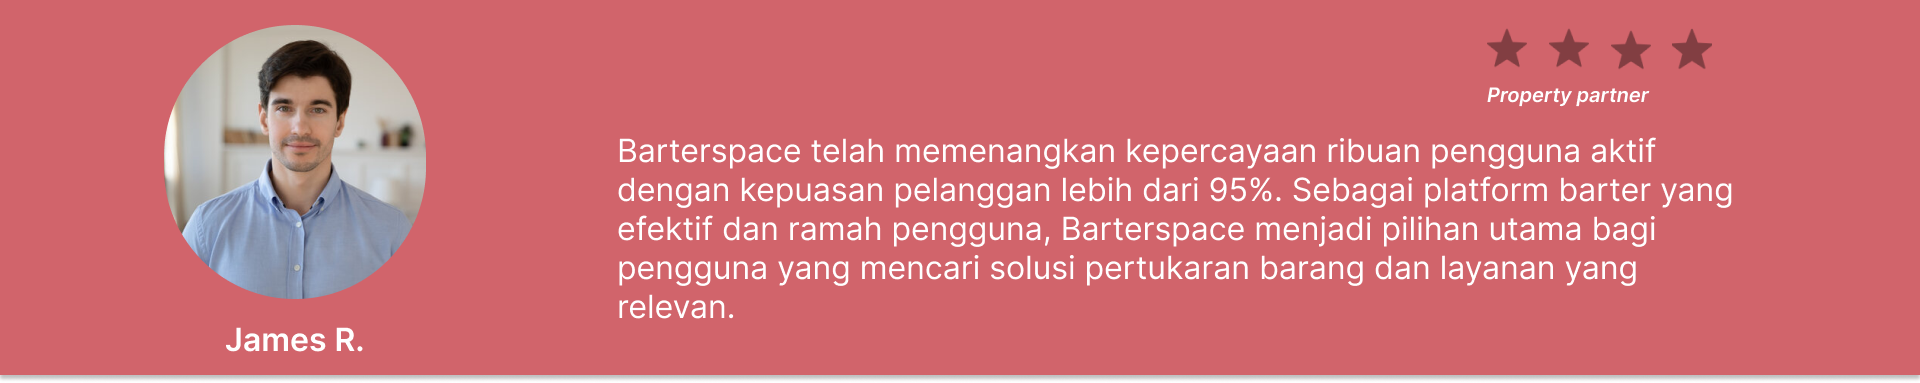 Property partner
Barterspace telah memenangkan kepercayaan ribuan pengguna aktif
dengan kepuasan pelanggan lebih dari 95%. Sebagai platform barter yang
efektif dan ramah pengguna, Barterspace menjadi pilihan utama bagi
pengguna yang mencari solusi pertukaran barang dan layanan yang
relevan.
James R.